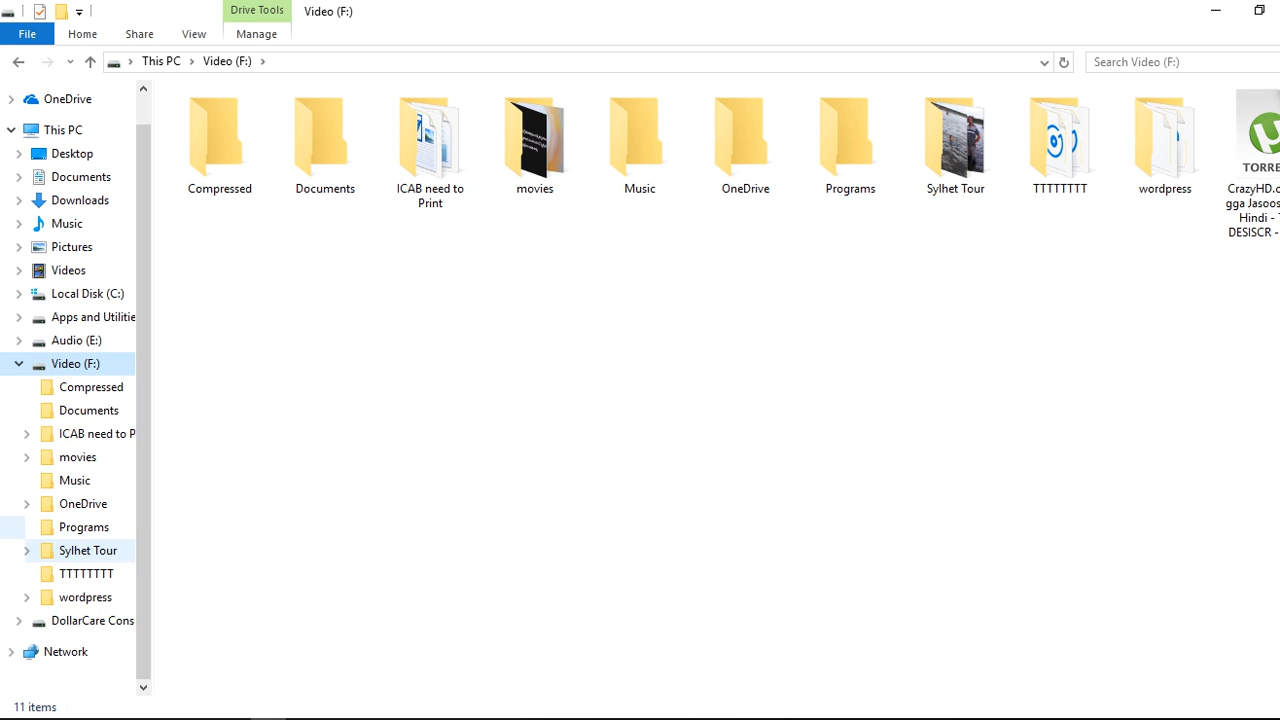 Drive Tools
Video (F:)
File
Home
Share
View
Manage
This PC
Video (F:)
Search Video (F:)
OneDrive
This PC
Desktop
Documents
Downloads
Music
Pictures
Videos
Local Disk (C:)
Apps and Utilitie
Audio (E:)
Video (F:)
Compressed
Documents
ICAB need to P
movies
Music
OneDrive
Programs
Sylhet Tour
TTTTTTTT
wordpress
DollarCare Cons
Network
Compressed
Documents
ICAB need to
Print
movies
Music
OneDrive
Programs
Sylhet Tour
TTTTTTTT
wordpress
TORRE
CrazyHD.c
gga Jasoos
Hindi -
DESISCR -
11 items